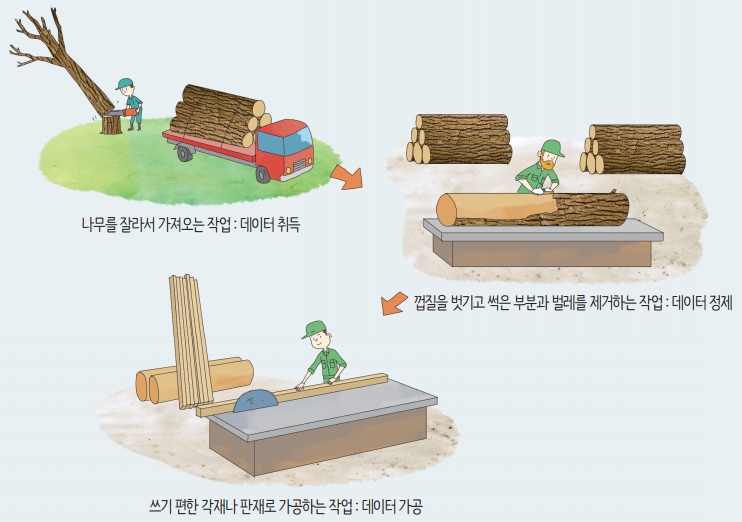 나무를 잘라서 가져오는 작업 : 데이터 취득
껍질을 벗기고 썩은 부분과 벌레를 제거하는 작업 : 데이터 정제
쓰기 편한 각재나 판재로 가공하는 작업 : 데이터 가공